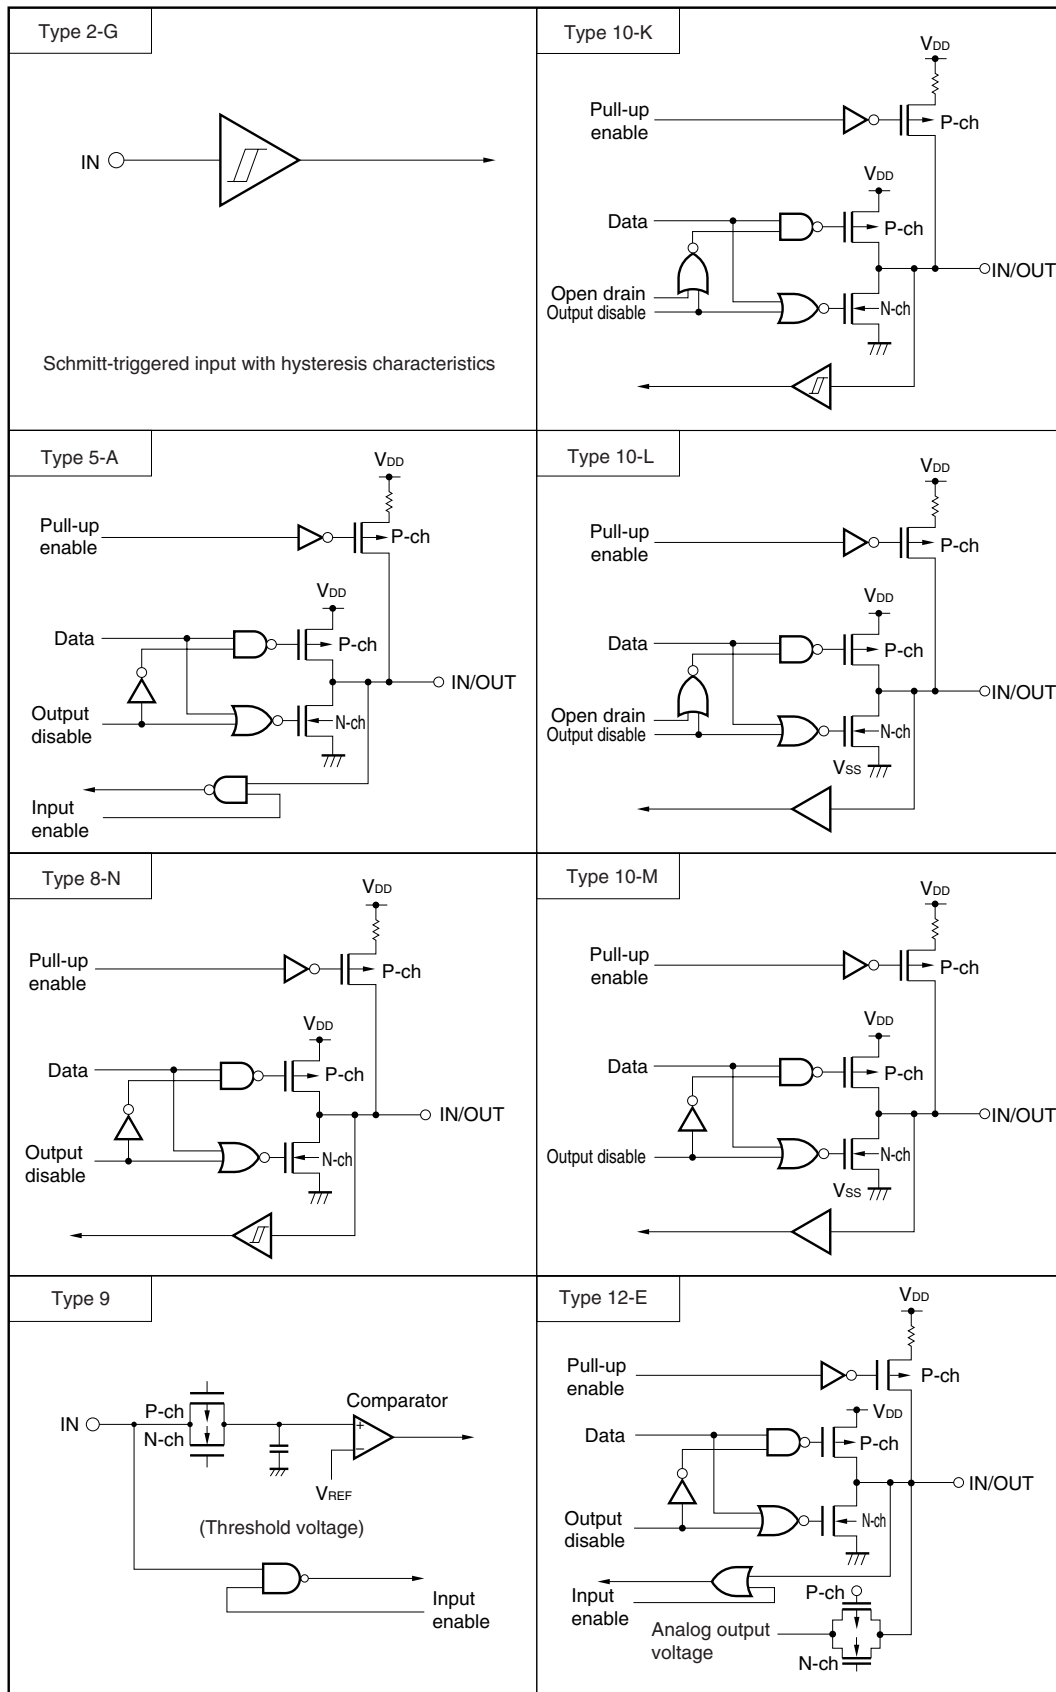 Type 2-G
IN
Schmitt-triggered input with hysteresis characteristics
Type 10-K
VDD
Pull-up
enable
P-ch
VDD
Data
P-ch
IN/OUT
Open drain
Output disable
N-ch
Type 5-A
VDD
Pull-up
enable
P-ch
VDD
Data
P-ch
IN/OUT
Output
disable
N-ch
Input
enable
Type 10-L
VDD
Pull-up
enable
P-ch
VDD
Data
P-ch
IN/OUT
Open drain
Output disable
N-ch
VSS
Type 8-N
VDD
Pull-up
enable
P-ch
VDD
Data
P-ch
IN/OUT
Output
disable
N-ch
Type 10-M
VDD
Pull-up
enable
P-ch
VDD
Data
P-ch
IN/OUT
Output disable
N-ch
VSS
Type 9
Comparator
IN
P-ch
N-ch
+
−
VREF
(Threshold voltage)
Input
enable
Type 12-E
VDD
Pull-up
enable
P-ch
VDD
Data
P-ch
IN/OUT
Output
disable
N-ch
Input
enable
P-ch
Analog output
voltage
N-ch